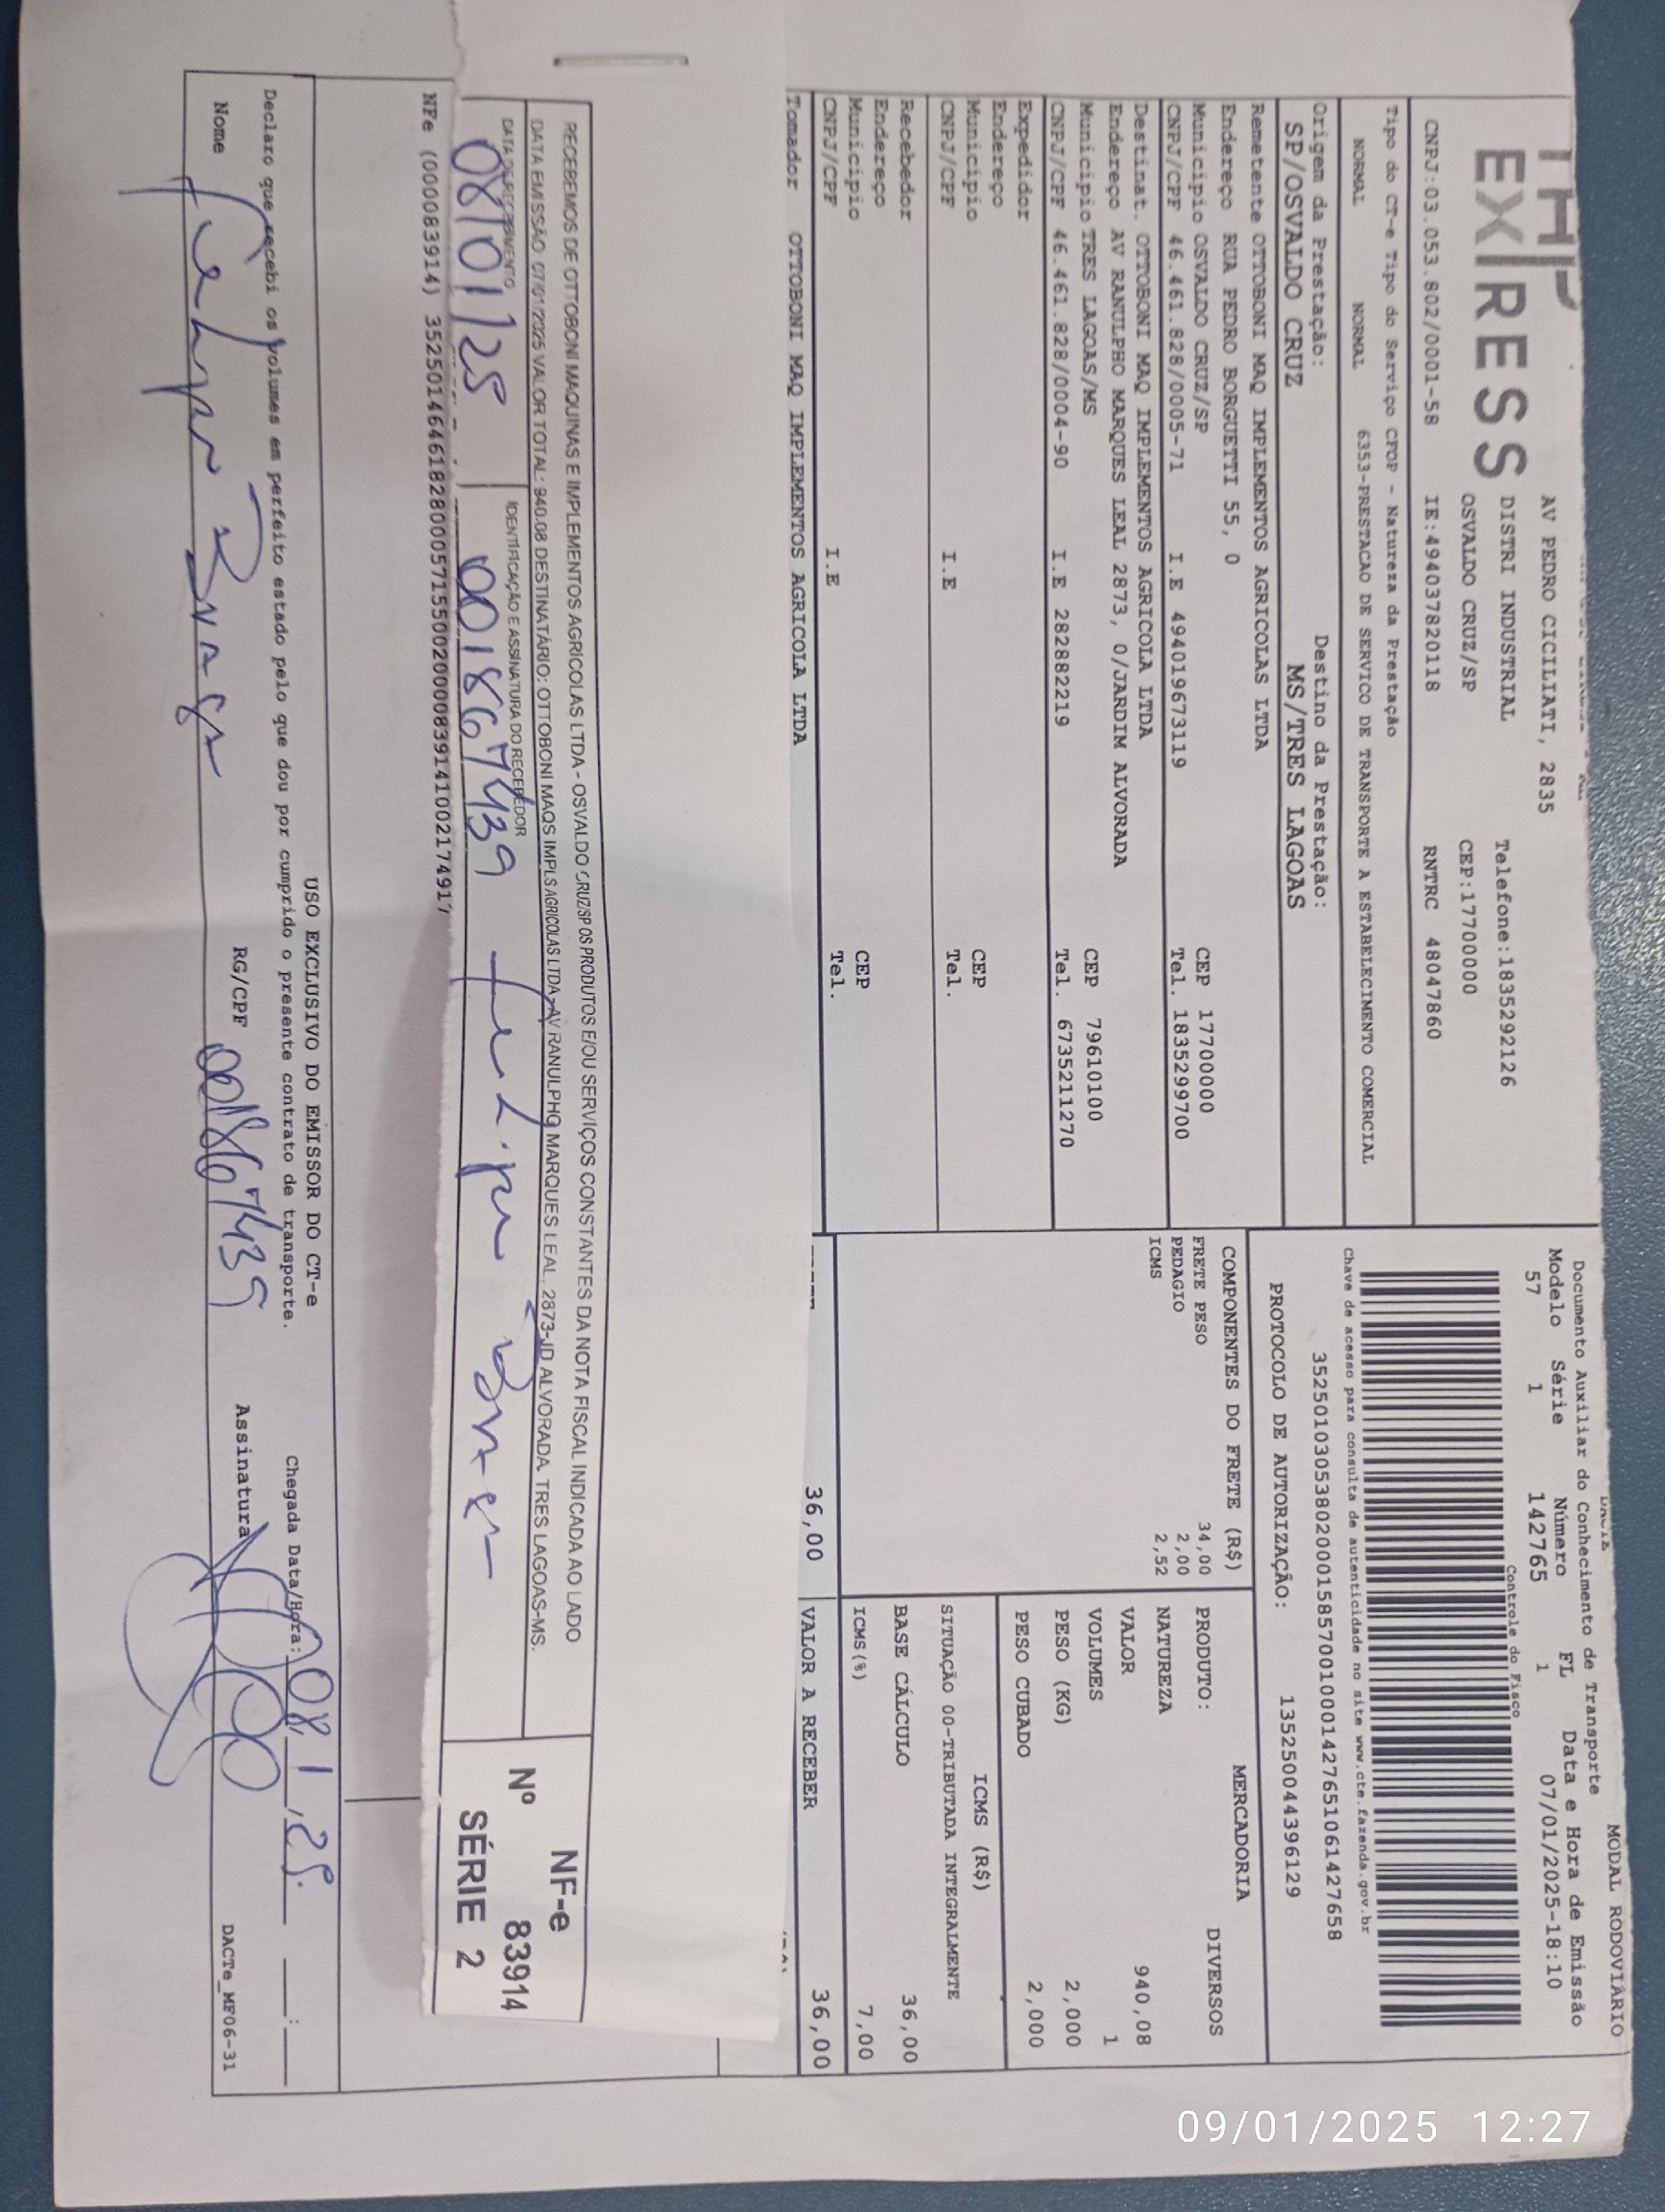 EXPRESS
AV PEDRO CICILIATI, 2835
DISTRI INDUSTRIAL
Telefone:1835292126
OSVALDO CRUZ/SP
CEP:17700000
CNPJ:03.053.802/0001-58 IE:494037820118 RNTRC 48047860
Tipo do CT-e Tipo do Serviço CFOP - Natureza da Prestação
NORMAL NORMAL 6353-PRESTACAO DE SERVICO DE TRANSPORTE A ESTABELECIMENTO COMERCIAL
Origem da Prestação: Destino da Prestação:
SP/OSVALDO CRUZ MS/TRES LAGOAS
Remetente OTTOBONI MAQ IMPLEMENTOS AGRICOLAS LTDA
Endereço RUA PEDRO BORGUETTI 55, 0
Municipio OSVALDO CRUZ/SP CEP 17700000
CNPJ/CPF 46.461.828/0005-71 I.E 494019673119 Tel. 1835299700
Destinat. OTTOBONI MAQ IMPLEMENTOS AGRICOLA LTDA
Endereço AV RANULPHO MARQUES LEAL 2873, 0/JARDIM ALVORADA
Municipio TRES LAGOAS/MS CEP 79610100
CNPJ/CPF 46.461.828/0004-90 I.E 282882219 Tel. 6735211270
Expedidor
Endereço
Municipio CEP
CNPJ/CPF I.E Tel.
Recebedor
Endereço
Municipio CEP
CNPJ/CPF I.E Tel.
Tomador OTTOBONI MAQ IMPLEMENTOS AGRICOLA LTDA
MODAL RODOVIÁRIO
Documento Auxiliar do Conhecimento de Transporte
Modelo Série Número FL Data e Hora de Emissão
57 1 142765 1 07/01/2025-18:10
Controle do Fisco
Chave de acesso para consulta de autenticidade no site www.cte.fazenda.gov.br
35250103053802000158570010001427651061427658
PROTOCOLO DE AUTORIZAÇÃO: 135250044396129
COMPONENTES DO FRETE (R$)
FRETE PESO 34,00
PEDAGIO 2,00
ICMS 2,52
36,00
MERCADORIA
PRODUTO: DIVERSOS
NATUREZA
VALOR 940,08
VOLUMES 1
PESO (KG) 2,000
PESO CUBADO 2,000
ICMS (R$)
SITUAÇÃO 00-TRIBUTADA INTEGRALMENTE
BASE CÁLCULO 36,00
ICMS(%) 7,00
VALOR A RECEBER 36,00
RECEBEMOS DE OTTOBONI MAQUINAS E IMPLEMENTOS AGRÍCOLAS LTDA - OSVALDO CRUZ/SP OS PRODUTOS E/OU SERVIÇOS CONSTANTES DA NOTA FISCAL INDICADA AO LADO
DATA EMISSÃO: 07/01/2025 VALOR TOTAL: 940.08 DESTINATÁRIO: OTTOBONI MAQS IMPLS AGRICOLAS LTDA - AV RANULPHO MARQUES LEAL, 2873-JD ALVORADA TRES LAGOAS-MS.
DATA DE RECEBIMENTO IDENTIFICAÇÃO E ASSINATURA DO RECEBEDOR
08/01/25 001867439 Felipe
NF-e
Nº 83914
SÉRIE 2
NFe (000083914) 3525014646182800057155002000083914100217491
USO EXCLUSIVO DO EMISSOR DO CT-e
Declaro que recebi os volumes em perfeito estado pelo que dou por cumprido o presente contrato de transporte.
Chegada Data/Hora: 08, 1, 25. :
Nome Felipe RG/CPF 001867439 Assinatura
DACTe_MF06-31
09/01/2025 12:27